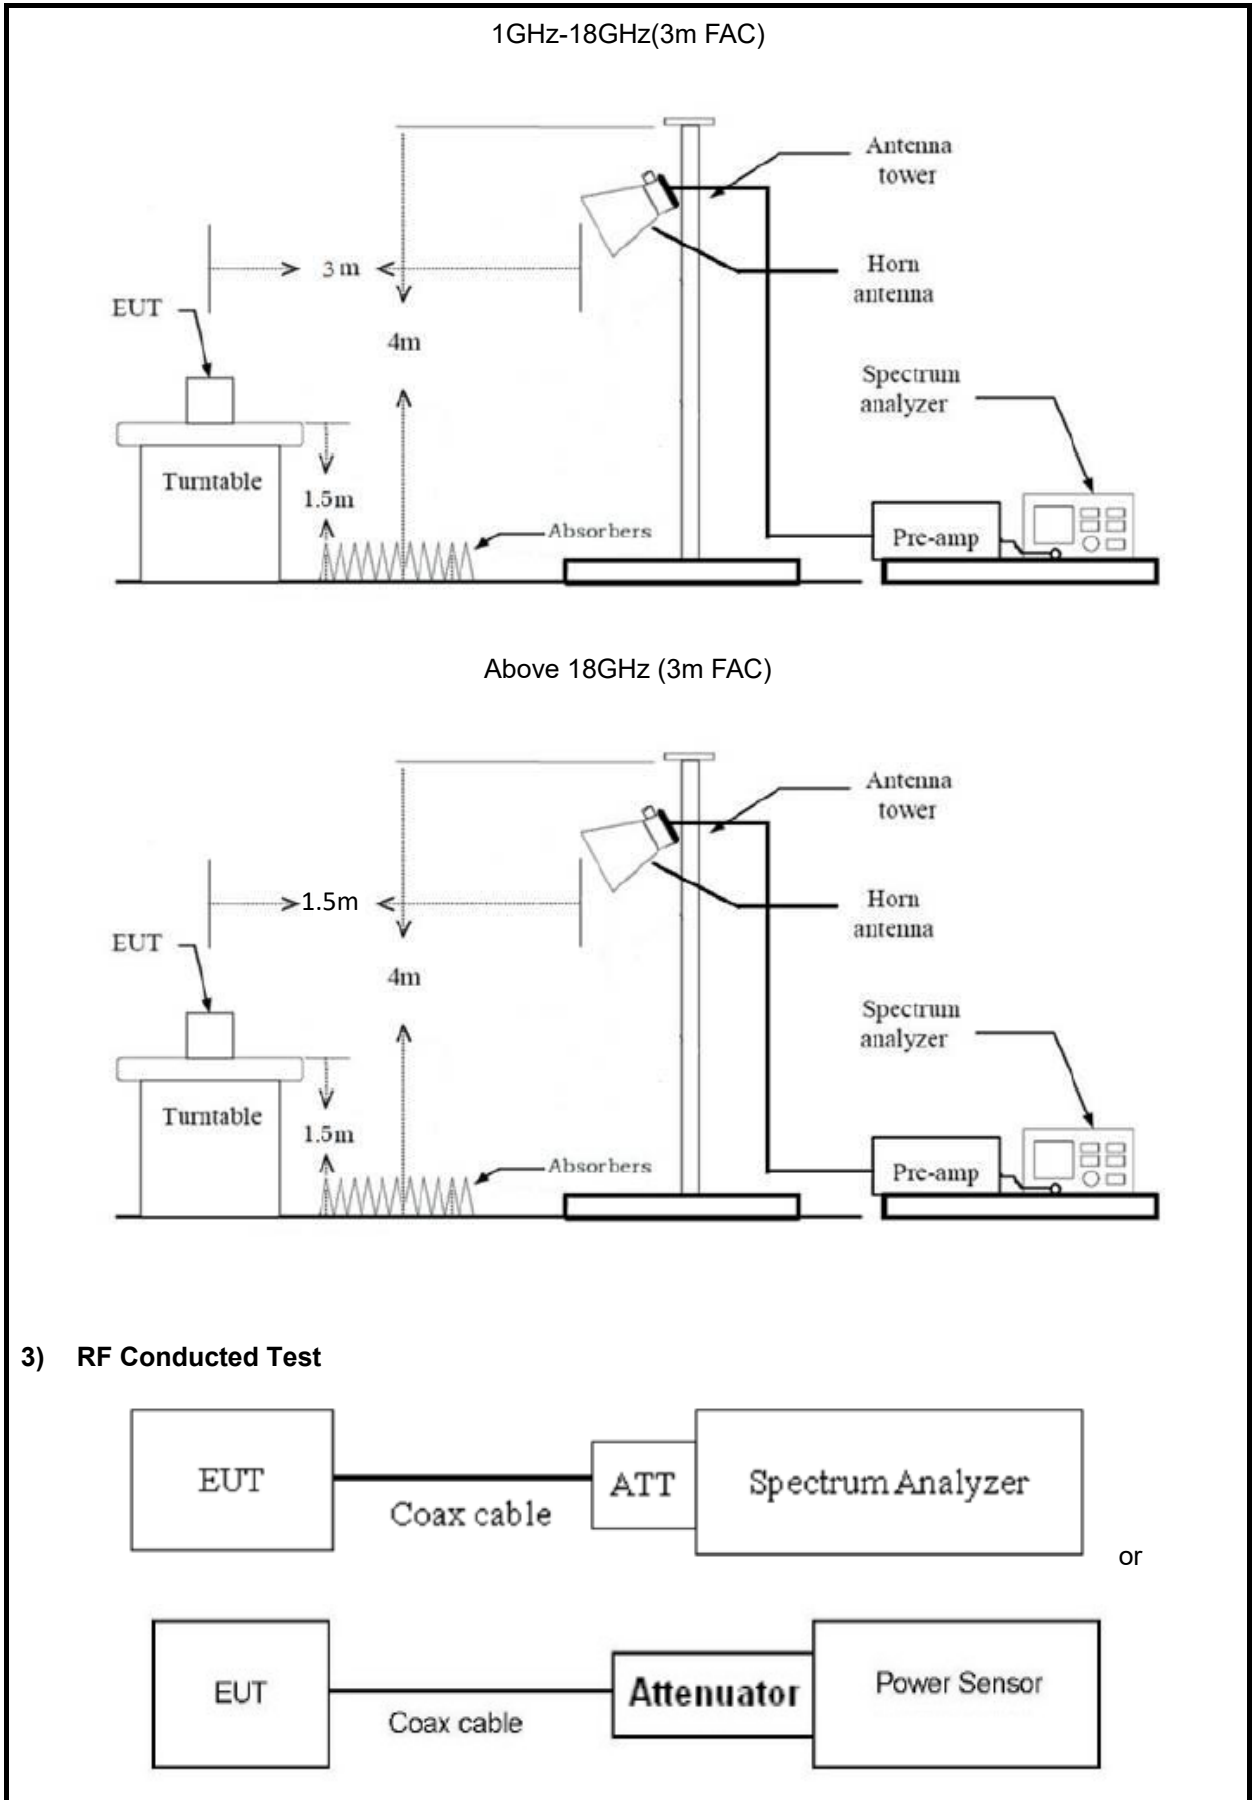 1GHz-18GHz(3m FAC)
Antenna
tower
3 m
Horn
antenna
EUT
4m
Spectrum
analyzer
Turntable
1.5m
Absorbers
Pre-amp
Above 18GHz (3m FAC)
Antenna
tower
1.5m
Horn
antenna
EUT
4m
Spectrum
analyzer
Turntable
1.5m
Absorbers
Pre-amp
3) RF Conducted Test
EUT
Coax cable
ATT
Spectrum Analyzer
or
EUT
Coax cable
Attenuator
Power Sensor